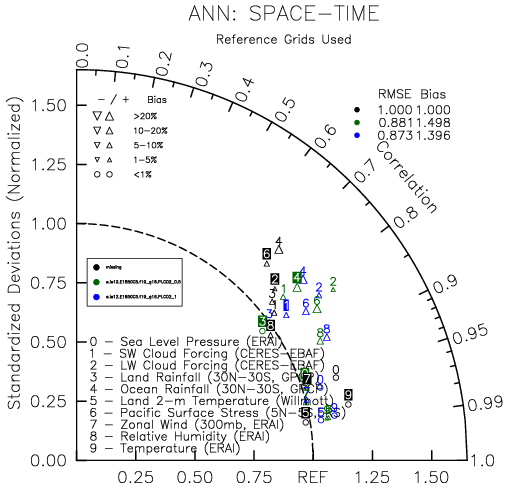 ANN: SPACE-TIME
Reference Grids Used
0.0 0.1 0.2 0.3 0.4 0.5 0.6 0.7 0.8 0.9 0.95 0.99 1.0
Correlation
- / + Bias
>20%
10-20%
5-10%
1-5%
<1%
RMSE Bias
1.000 1.000
0.881 1.498
0.873 1.396
Standardized Deviations (Normalized)
1.50
1.25
1.00
0.75
0.50
0.25
0.00
missing
0 - Sea Level Pressure (ERAI)
1 - SW Cloud Forcing (CERES-EBAF)
2 - LW Cloud Forcing (CERES-EBAF)
3 - Land Rainfall (30N-30S, GPCP)
4 - Ocean Rainfall (30N-30S, GPCP)
5 - Land 2-m Temperature (Willmott)
6 - Pacific Surface Stress (5N-5S,
7 - Zonal Wind (300mb, ERAI)
8 - Relative Humidity (ERAI)
9 - Temperature (ERAI)
0.25 0.50 0.75 REF 1.25 1.50